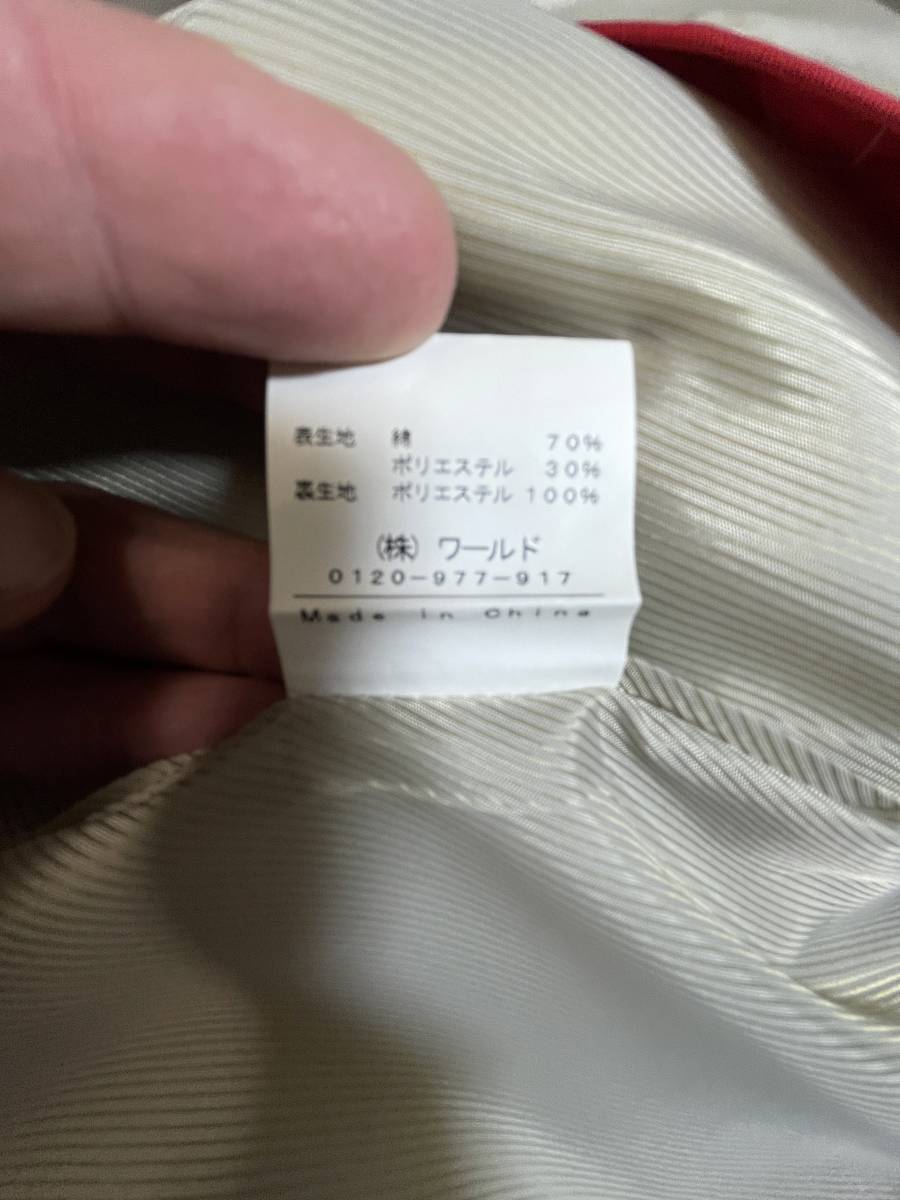 表生地 綿 70%
ポリエステル 30%
裏生地 ポリエステル 100%
(株) ワールド
0120-977-917
Made in China